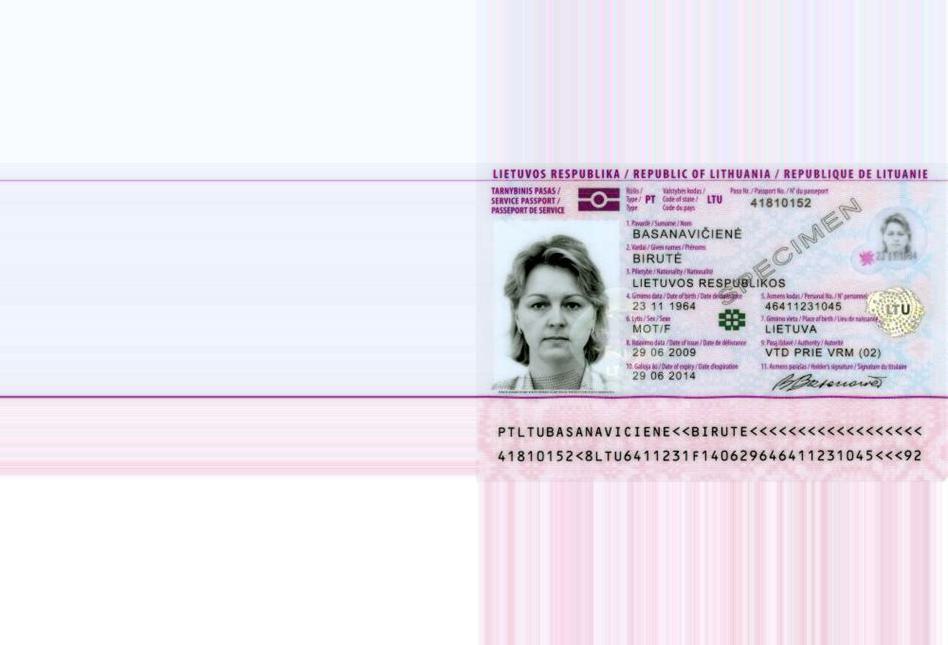 LIETUVOS RESPUBLIKA / REPUBLIC OF LITHUANIA / REPUBLIQUE DE LITUANIE
TARNYBINIS PASAS /
SERVICE PASSPORT /
PASSEPORT DE SERVICE
Rūšis /
Type /
Type
PT
Valstybės kodas /
Code of state /
Code du pays
LTU
Paso Nr. / Passport No. / N° du passeport
41810152
1. Pavardė / Surname / Nom
BASANAVIČIENĖ
2. Vardai / Given names / Prénoms
BIRUTĖ
3. Pilietybė / Nationality / Nationalité
LIETUVOS RESPUBLIKOS
4. Gimimo data / Date of birth / Date de naissance
23 11 1964
5. Asmens kodas / Personal No. / N° personnel
46411231045
6. Lytis / Sex / Sexe
MOT/F
7. Gimimo vieta / Place of birth / Lieu de naissance
LIETUVA
8. Išdavimo data / Date of issue / Date de délivrance
29 06 2009
9. Pasą išdavė / Authority / Autorité
VTD PRIE VRM (02)
10. Galioja iki / Date of expiry / Date d'expiration
29 06 2014
11. Asmens parašas / Holder's signature / Signature du titulaire
SPECIMEN
LTU
PTLTUBASANAVICIENE<<BIRUTE<<<<<<<<<<<<<<<<<<
41810152<8LTU6411231F140629646411231045<<<92